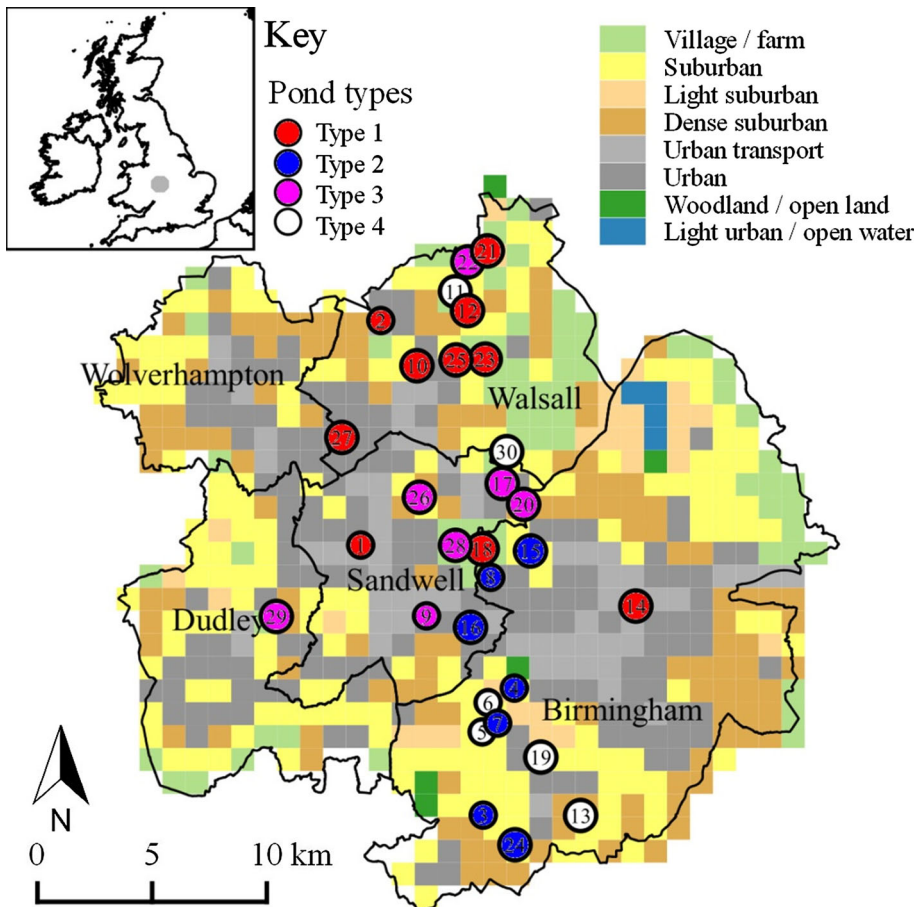 Key
Pond types
Type 1
Type 2
Type 3
Type 4
Village / farm
Suburban
Light suburban
Dense suburban
Urban transport
Urban
Woodland / open land
Light urban / open water
21
22
11
12
2
10
25
23
Wolverhampton
Walsall
27
30
17
26
20
1
28
18
15
8
Sandwell
14
Dudley
29
9
16
4
6
7
5
Birmingham
19
3
13
24
N
0
5
10 km